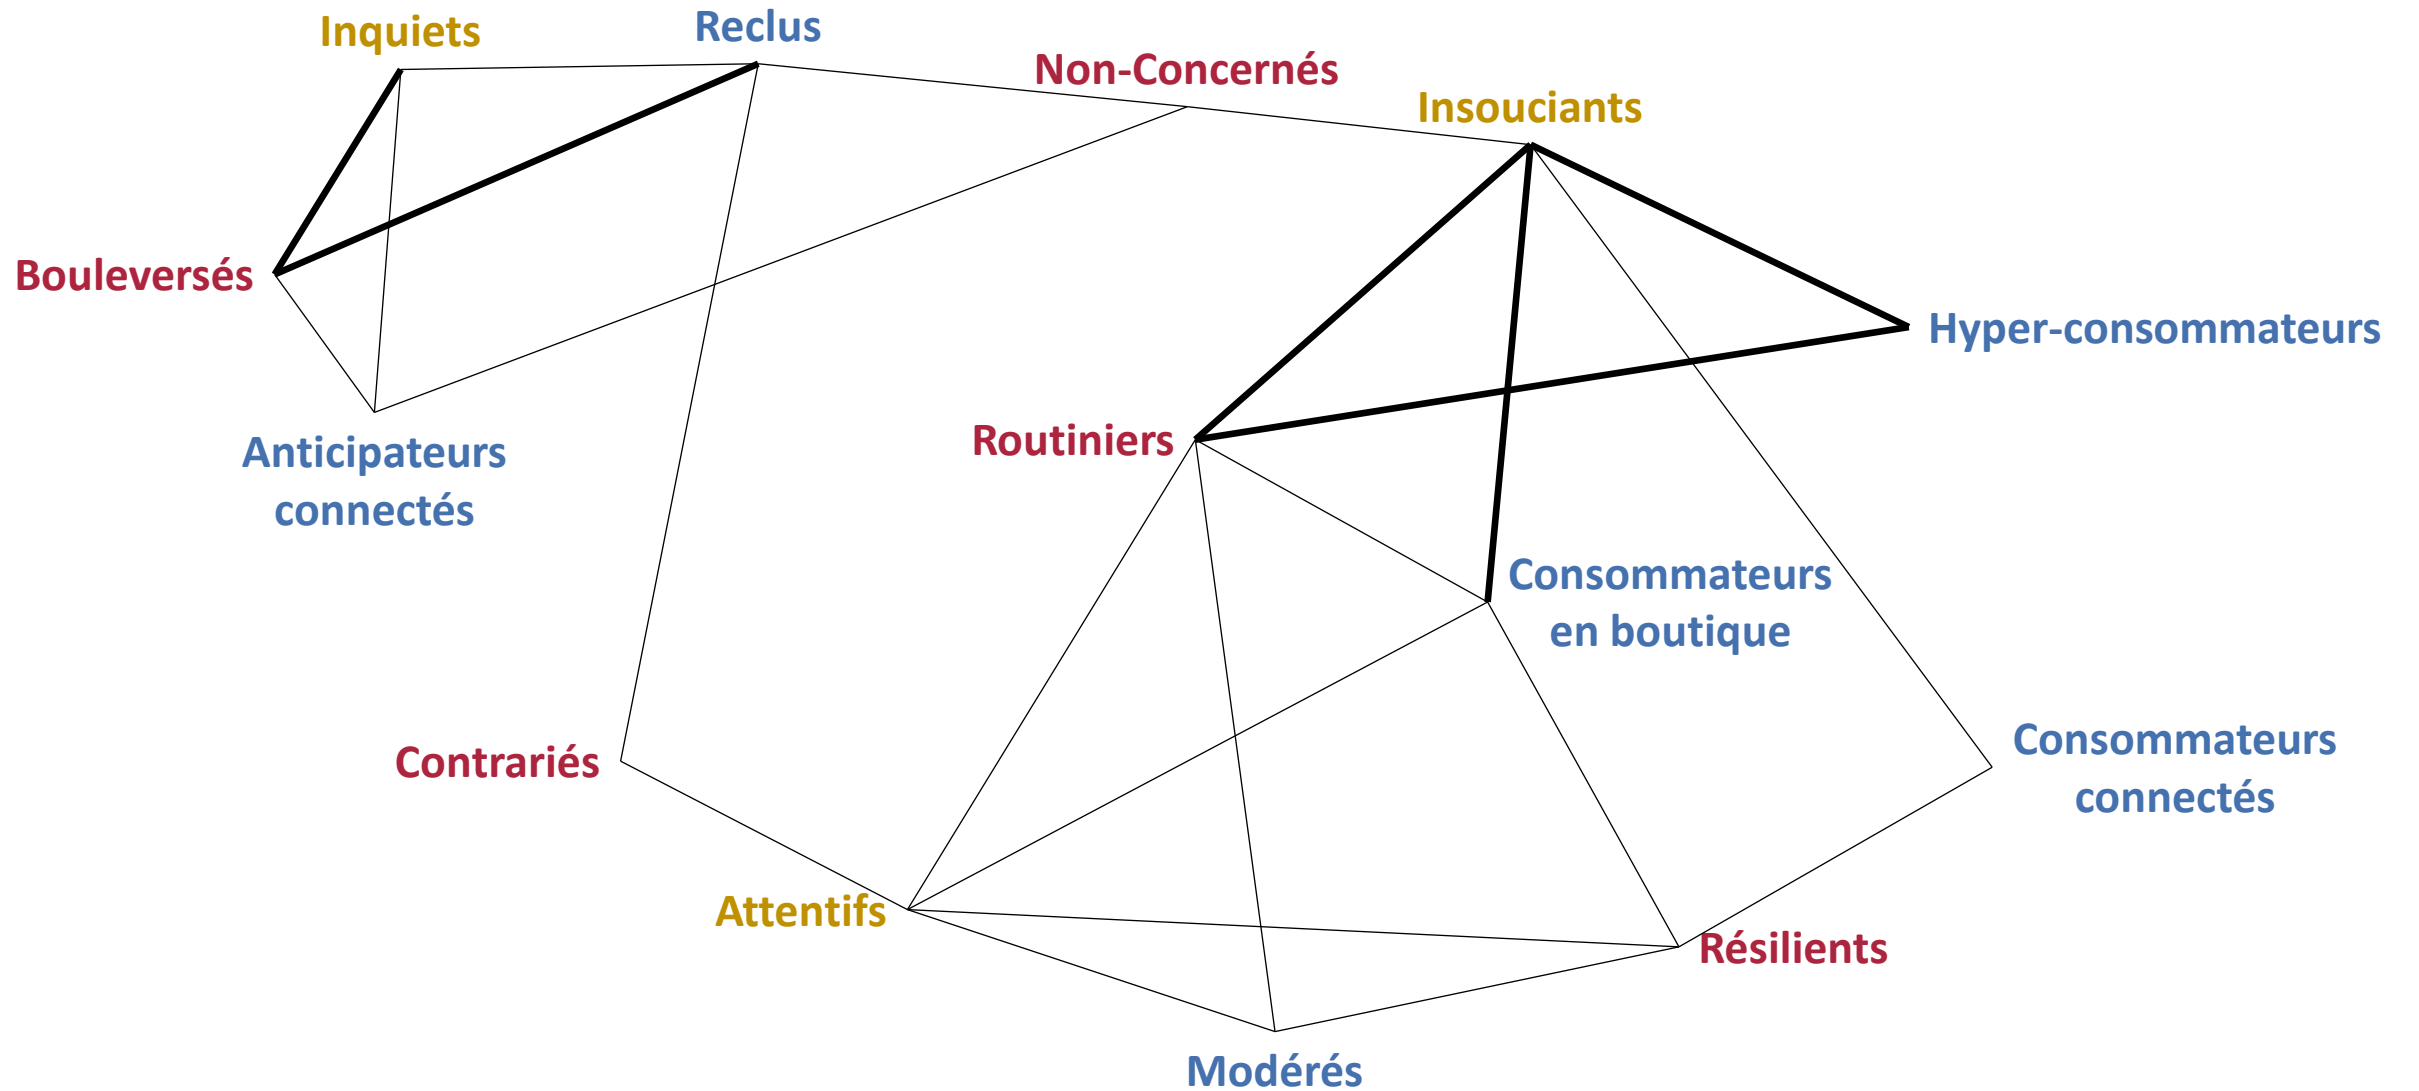 Inquiets
Reclus
Non-Concernés
Insouciants
Bouleversés
Hyper-consommateurs
Anticipateurs
connectés
Routiniers
Consommateurs
en boutique
Contrariés
Consommateurs
connectés
Attentifs
Résilients
Modérés